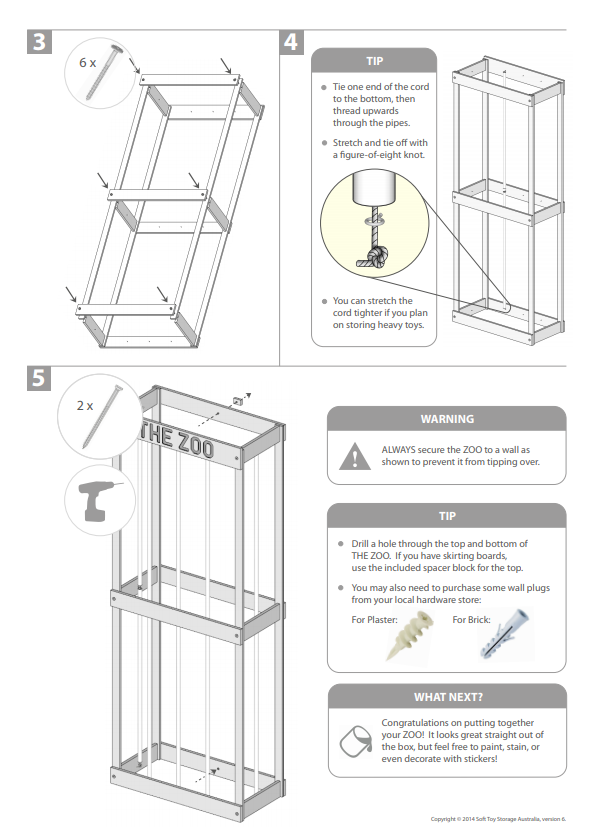 3
6 x
4
TIP
Tie one end of the cord
to the bottom, then
thread upwards
through the pipes.
Stretch and tie off with
a figure-of-eight knot.
You can stretch the
cord tighter if you plan
on storing heavy toys.
5
2 x
THE ZOO
WARNING
ALWAYS secure the ZOO to a wall as
shown to prevent it from tipping over.
TIP
Drill a hole through the top and bottom of
THE ZOO. If you have skirting boards,
use the included spacer block for the top.
You may also need to purchase some wall plugs
from your local hardware store:
For Plaster:
For Brick:
WHAT NEXT?
Congratulations on putting together
your ZOO! It looks great straight out of
the box, but feel free to paint, stain, or
even decorate with stickers!
Copyright © 2014 Soft Toy Storage Australia, version 6.